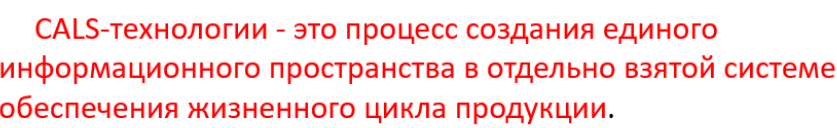 CALS-технологии - это процесс создания единого
информационного пространства в отдельно взятой системе
обеспечения жизненного цикла продукции.